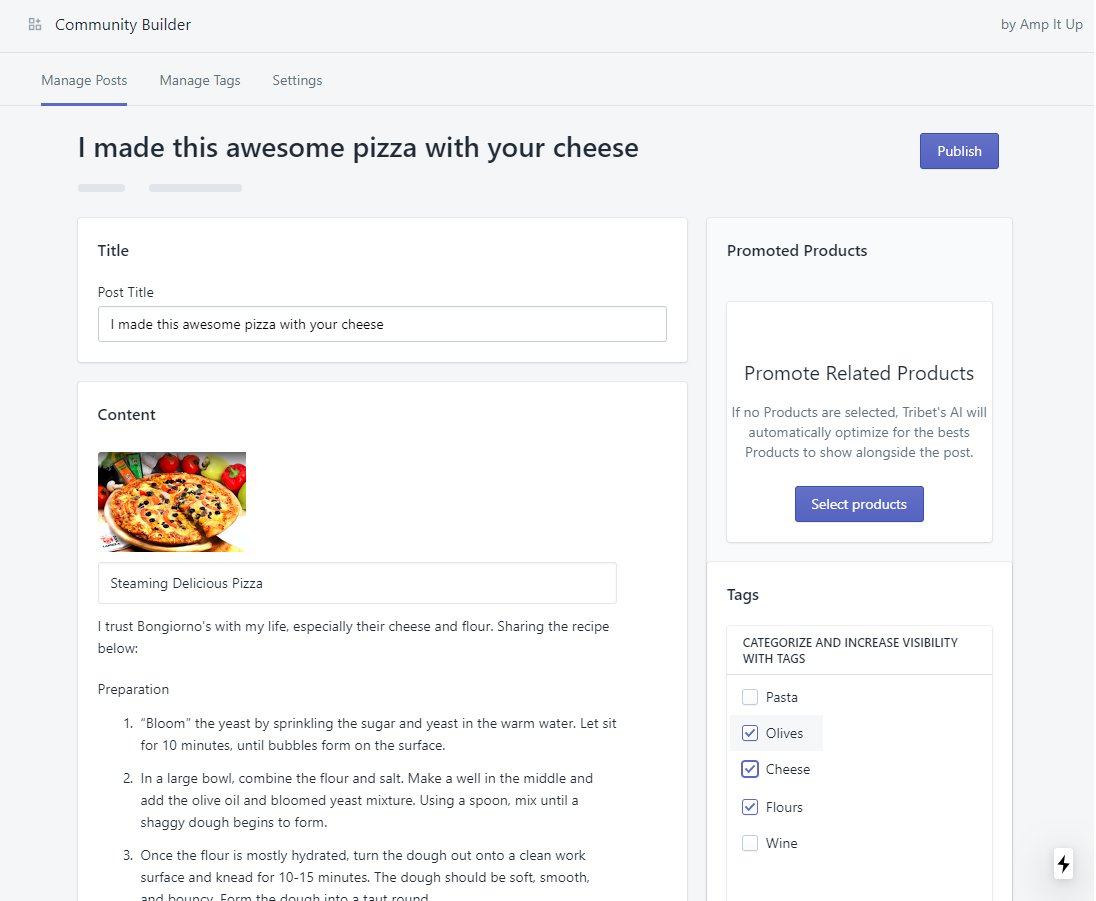 Community Builder
by Amp It Up
Manage Posts
Manage Tags
Settings
I made this awesome pizza with your cheese
Publish
Title
Post Title
I made this awesome pizza with your cheese
Content
Steaming Delicious Pizza
I trust Bongiorno's with my life, especially their cheese and flour. Sharing the recipe
below:
Preparation
1. “Bloom” the yeast by sprinkling the sugar and yeast in the warm water. Let sit
for 10 minutes, until bubbles form on the surface.
2. In a large bowl, combine the flour and salt. Make a well in the middle and
add the olive oil and bloomed yeast mixture. Using a spoon, mix until a
shaggy dough begins to form.
3. Once the flour is mostly hydrated, turn the dough out onto a clean work
surface and knead for 10-15 minutes. The dough should be soft, smooth,
and bouncy. Form the dough into a taut round.
Promoted Products
Promote Related Products
If no Products are selected, Tribet's AI will
automatically optimize for the bests
Products to show alongside the post.
Select products
Tags
CATEGORIZE AND INCREASE VISIBILITY
WITH TAGS
Pasta
Olives
Cheese
Flours
Wine